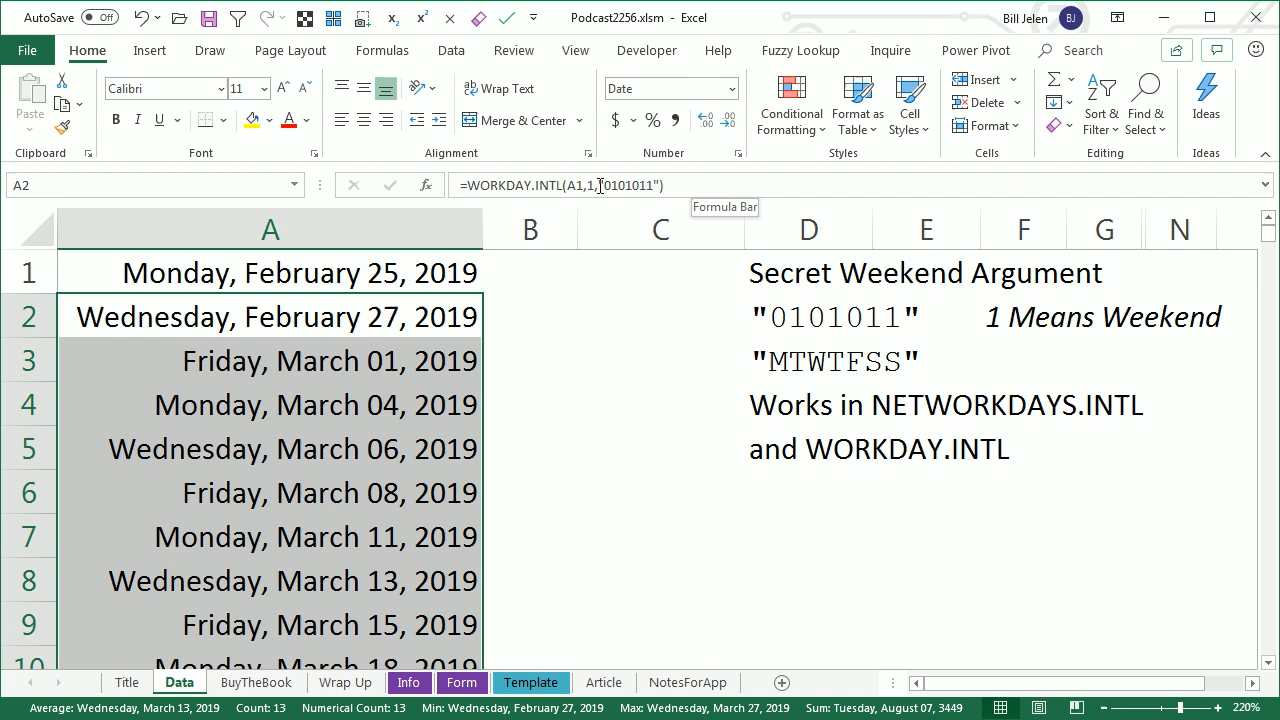 AutoSave Off Podcast2256.xlsm - Excel Bill Jelen BJ
File Home Insert Draw Page Layout Formulas Data Review View Developer Help Fuzzy Lookup Inquire Power Pivot Search
Paste Calibri 11 Wrap Text Date Conditional Formatting Format as Table Cell Styles Insert Delete Format Sort & Filter Find & Select Ideas
B I U A Merge & Center $ % ,
Clipboard Font Alignment Number Styles Cells Editing Ideas
A2 fx =WORKDAY.INTL(A1,1,"0101011")
Formula Bar
A B C D E F G N
1 Monday, February 25, 2019 Secret Weekend Argument
2 Wednesday, February 27, 2019 "0101011" 1 Means Weekend
3 Friday, March 01, 2019 "MTWTFSS"
4 Monday, March 04, 2019 Works in NETWORKDAYS.INTL
5 Wednesday, March 06, 2019 and WORKDAY.INTL
6 Friday, March 08, 2019
7 Monday, March 11, 2019
8 Wednesday, March 13, 2019
9 Friday, March 15, 2019
10 Monday, March 18, 2019
Title Data BuyTheBook Wrap Up Info Form Template Article NotesForApp
Average: Wednesday, March 13, 2019 Count: 13 Numerical Count: 13 Min: Wednesday, February 27, 2019 Max: Wednesday, March 27, 2019 Sum: Tuesday, August 07, 3449 220%